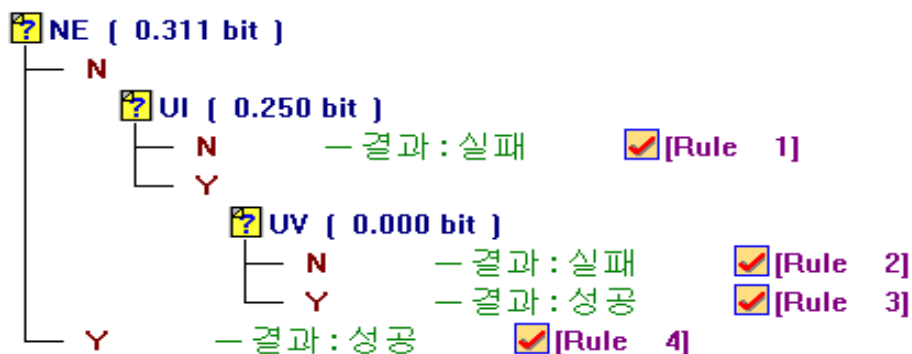 NE ( 0.311 bit )
N
UI ( 0.250 bit )
N — 결과 : 실패 [Rule 1]
Y
UV ( 0.000 bit )
N — 결과 : 실패 [Rule 2]
Y — 결과 : 성공 [Rule 3]
Y — 결과 : 성공 [Rule 4]